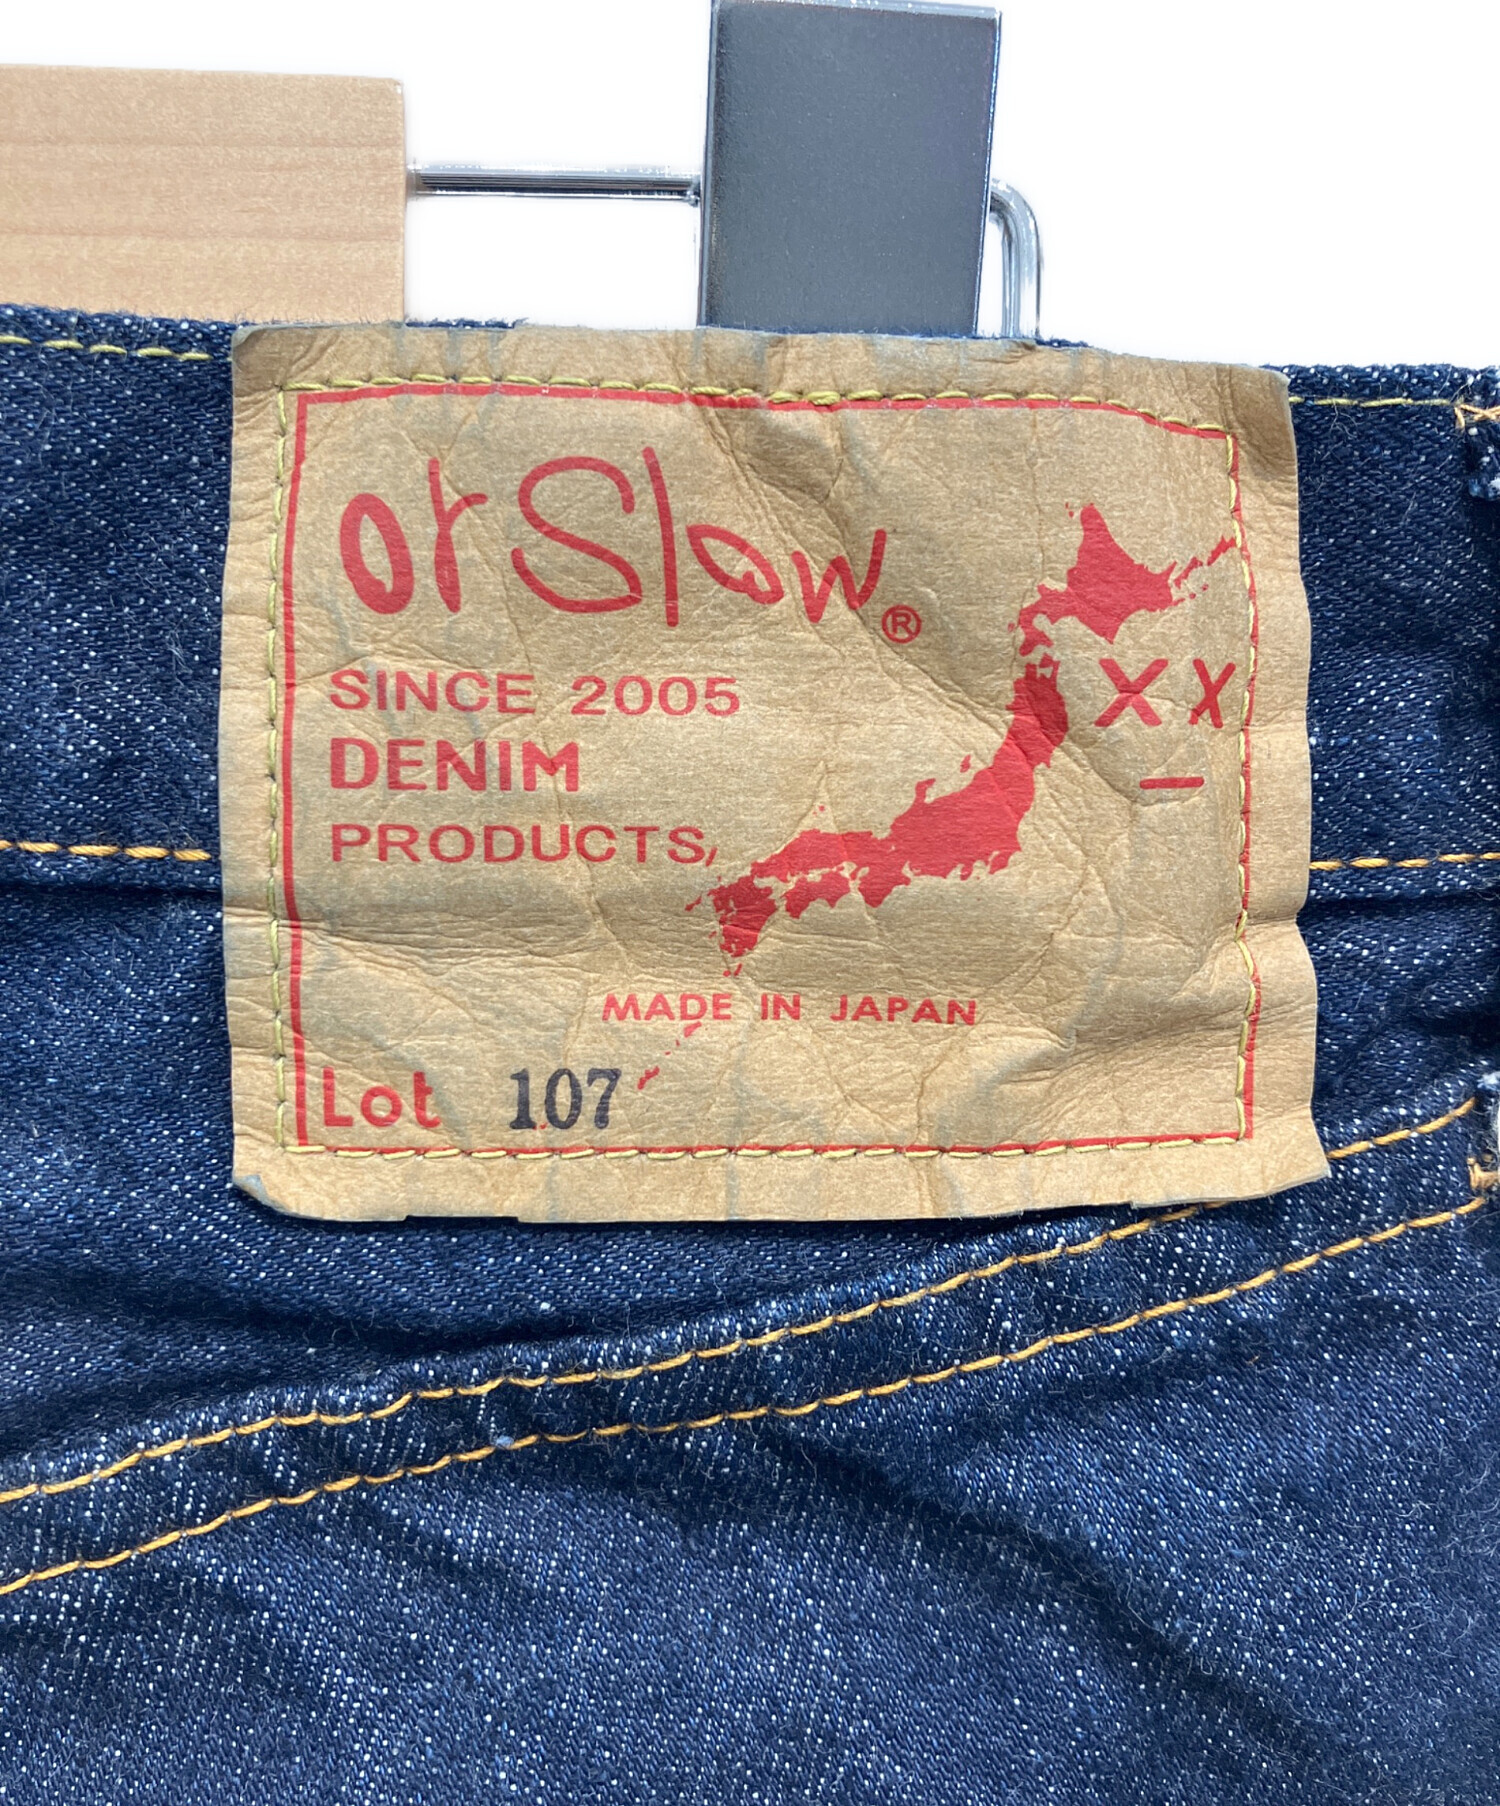 orSlow®
SINCE 2005
DENIM
PRODUCTS,
XX
MADE IN JAPAN
Lot 107